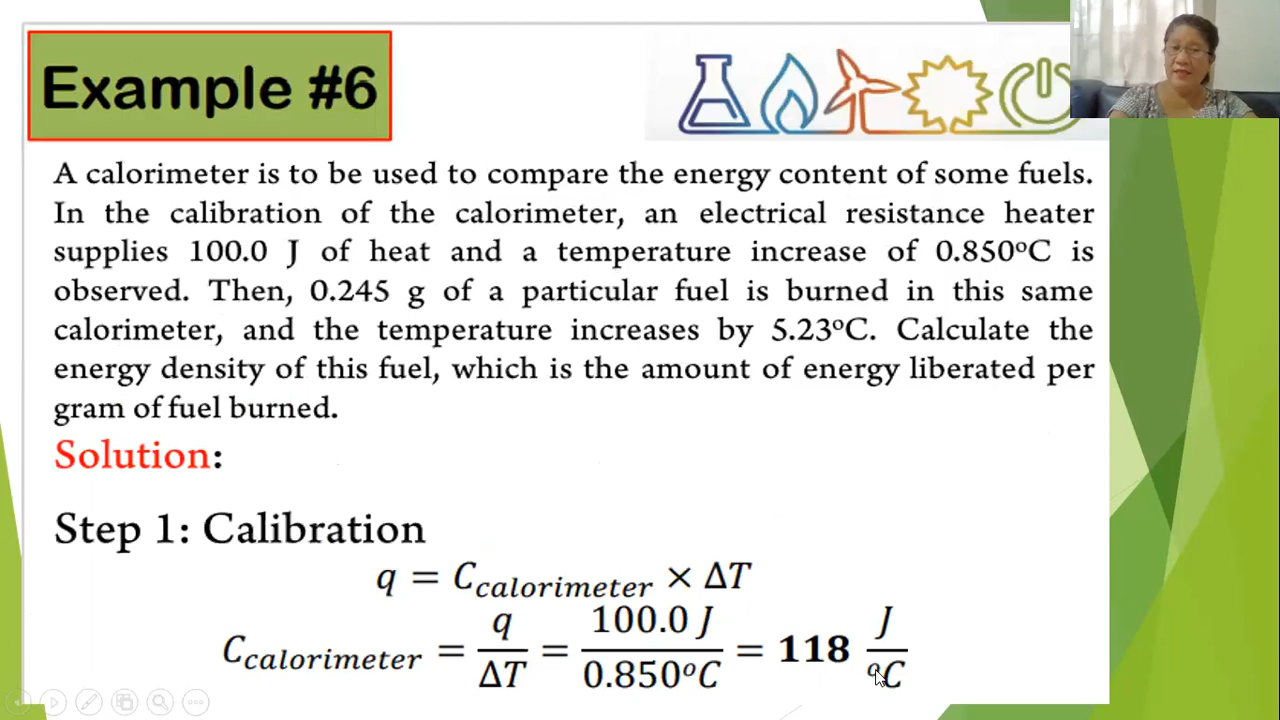 Example #6
A calorimeter is to be used to compare the energy content of some fuels.
In the calibration of the calorimeter, an electrical resistance heater
supplies 100.0 J of heat and a temperature increase of 0.850ºC is
observed. Then, 0.245 g of a particular fuel is burned in this same
calorimeter, and the temperature increases by 5.23ºC. Calculate the
energy density of this fuel, which is the amount of energy liberated per
gram of fuel burned.
Solution:
Step 1: Calibration
q = C_calorimeter × ΔT
C_calorimeter = q/ΔT = 100.0 J/0.850ºC = 118 J/ºC